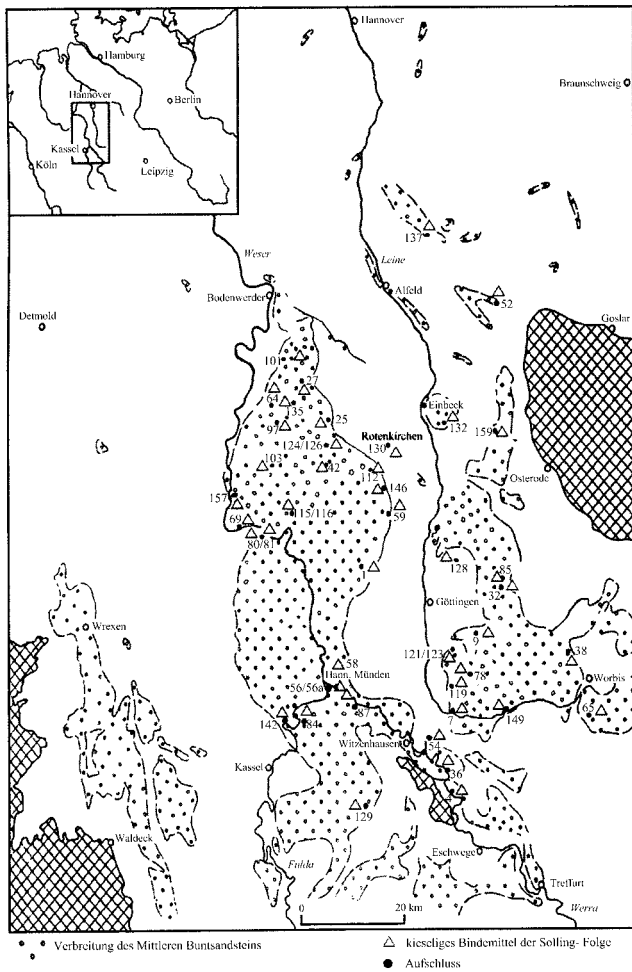 Hannover
Hamburg
Braunschweig
Hannover
Berlin
Kassel
Köln
Leipzig
137
Weser
Leine
Bodenwerder
Alfeld
52
Detmold
Goslar
101
27
64
135
Einbeck
25
97
132
159
Rotenkirchen
124/126
130
103
42
112
Osterode
157
146
115/116
59
69
80/81
128
85
32
Göttingen
Wrexen
9
121/123
38
58
Hann. Münden
78
Worbis
56/56a
119
65
87
7
149
142
84
54
Witzenhausen
Kassel
36
129
Waldeck
Eschwege
Fulda
Treffurt
Werra
0 20 km
Verbreitung des Mittleren Buntsandsteins
kieseliges Bindemittel der Solling- Folge
Aufschluss